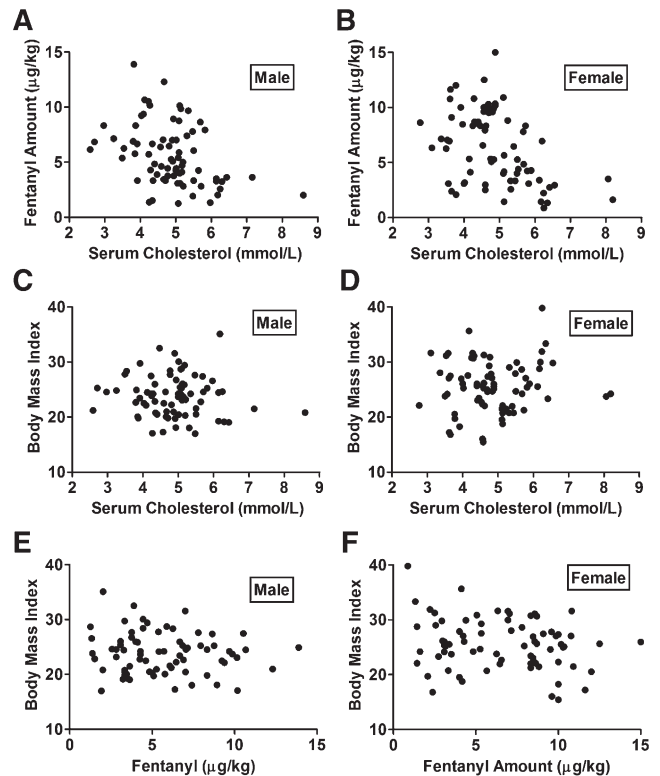 A
B
Fentanyl Amount (µg/kg)
15
10
5
0
Male
2 3 4 5 6 7 8 9
Serum Cholesterol (mmol/L)
Fentanyl Amount (µg/kg)
15
10
5
0
Female
2 3 4 5 6 7 8 9
Serum Cholesterol (mmol/L)
C
D
Body Mass Index
40
30
20
10
Male
2 3 4 5 6 7 8 9
Serum Cholesterol (mmol/L)
Body Mass Index
40
30
20
10
Female
2 3 4 5 6 7 8 9
Serum Cholesterol (mmol/L)
E
F
Body Mass Index
40
30
20
10
Male
0 5 10 15
Fentanyl (µg/kg)
Body Mass Index
40
30
20
10
Female
0 5 10 15
Fentanyl Amount (µg/kg)